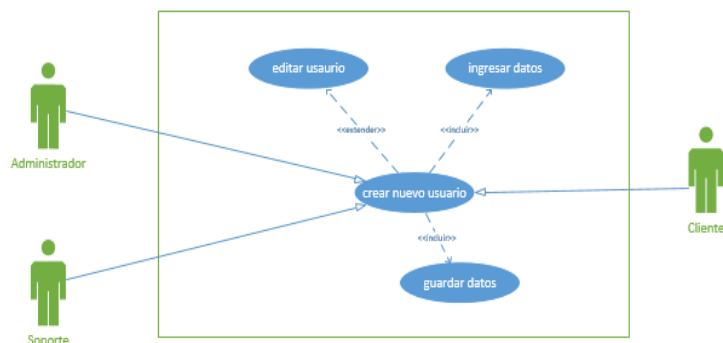 editar usaurio
ingresar datos
<<extender>>
<<incluir>>
Administrador
crear nuevo usuario
Cliente
<<incluir>>
guardar datos
Soporte